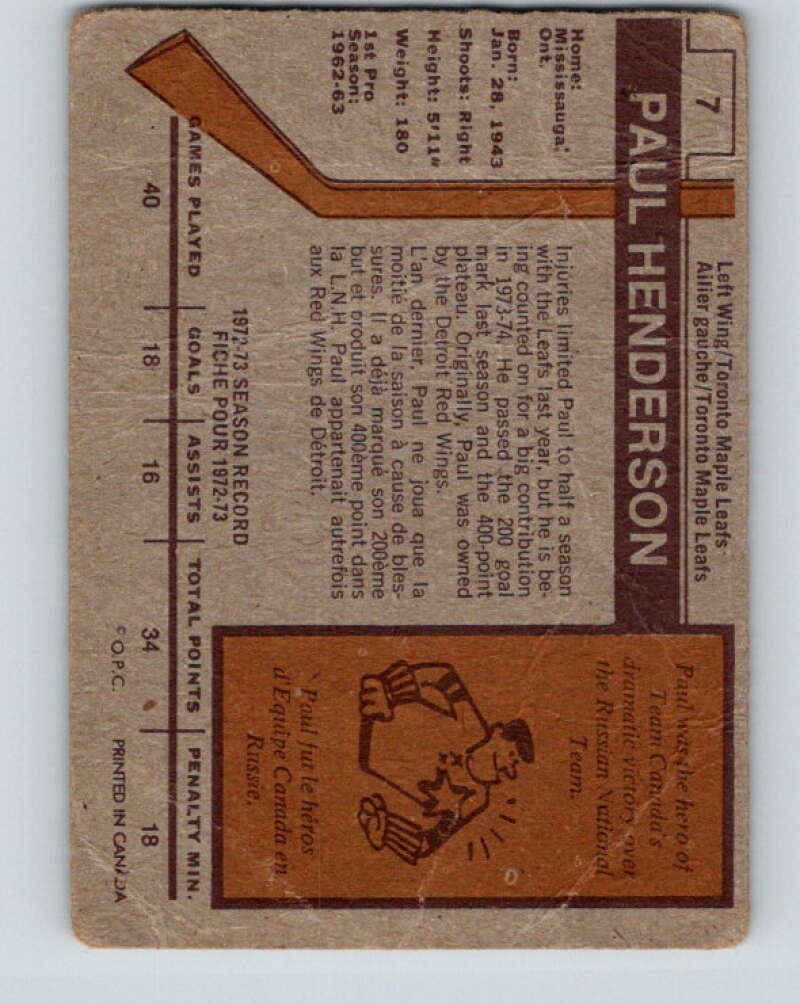 7
Left Wing/Toronto Maple Leafs
Ailier gauche/Toronto Maple Leafs
PAUL HENDERSON
Home:
Mississauga,
Ont.
Born:
Jan. 28, 1943
Shoots: Right
Height: 5'11"
Weight: 180
1st Pro
Season:
1962-63
Injuries limited Paul to half a season
with the Leafs last year, but he is be-
ing counted on for a big contribution
in 1973-74. He passed the 200 goal
mark last season and the 400-point
plateau. Originally, Paul was owned
by the Detroit Red Wings.
L'an dernier, Paul ne joua que la
moitié de la saison à cause de bles-
sures. Il a déjà marqué son 200ème
but et produit son 400ème point dans
la L.N.H. Paul appartenait autrefois
aux Red Wings de Détroit.
Paul was the hero of
Team Canada's
dramatic victory over
the Russian National
Team.
Paul fut le héros
d'Equipe Canada en
Russie.
1972-73 SEASON RECORD
FICHE POUR 1972-73
GAMES PLAYED GOALS ASSISTS TOTAL POINTS PENALTY MIN.
40 18 16 34 18
© O.P.C. PRINTED IN CANADA